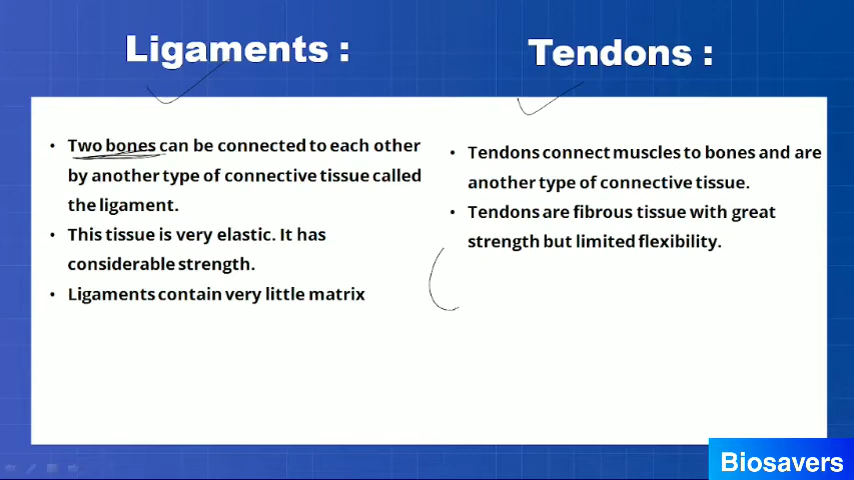 Ligaments :
Tendons :
• Two bones can be connected to each other
by another type of connective tissue called
the ligament.
• This tissue is very elastic. It has
considerable strength.
• Ligaments contain very little matrix
• Tendons connect muscles to bones and are
another type of connective tissue.
• Tendons are fibrous tissue with great
strength but limited flexibility.
Biosavers